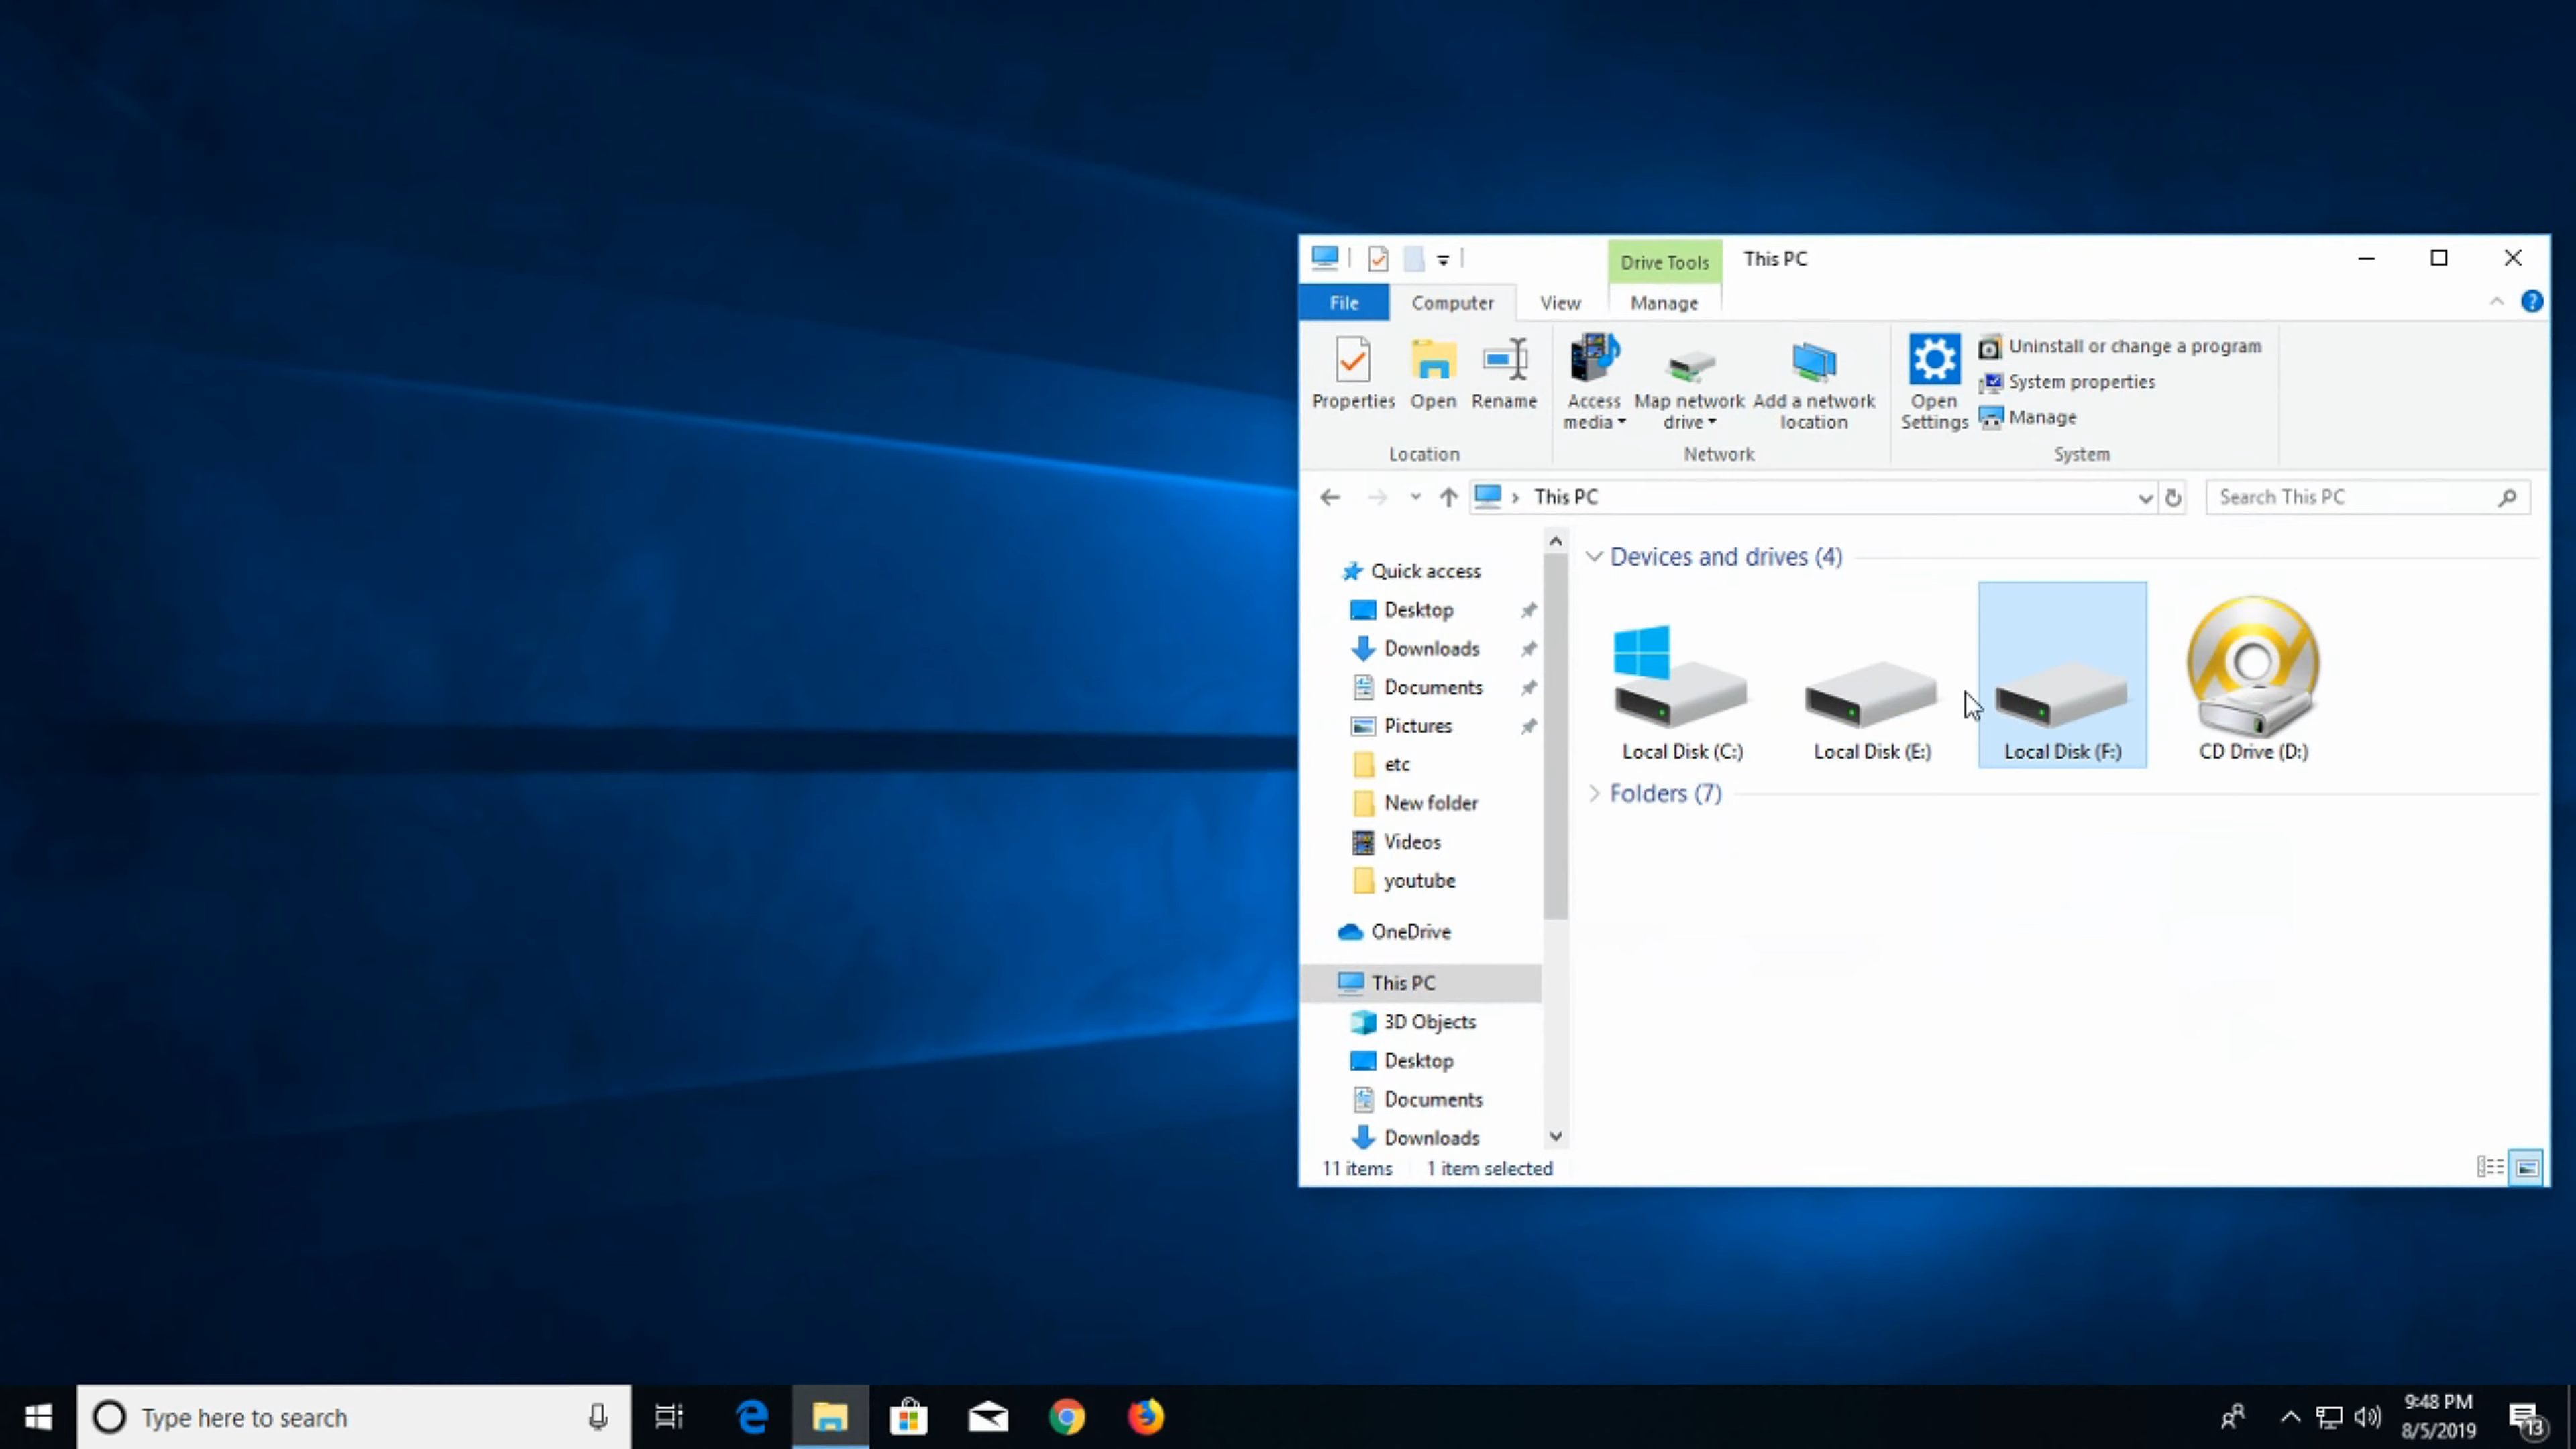 Drive Tools
This PC
File
Computer
View
Manage
Properties
Open
Rename
Access
media
Map network
drive
Add a network
location
Open
Settings
Uninstall or change a program
System properties
Manage
Location
Network
System
This PC
Search This PC
Quick access
Desktop
Downloads
Documents
Pictures
etc
New folder
Videos
youtube
OneDrive
This PC
3D Objects
Desktop
Documents
Downloads
Devices and drives (4)
Local Disk (C:)
Local Disk (E:)
Local Disk (F:)
CD Drive (D:)
Folders (7)
11 items
1 item selected
Type here to search
9:48 PM
8/5/2019
13